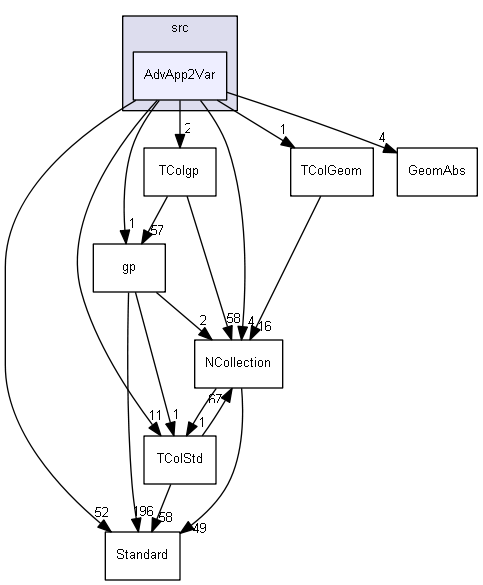 src
AdvApp2Var
2
1
4
TColgp
TColGeom
GeomAbs
1
57
gp
2
58
4
16
NCollection
67
11
1
1
TColStd
52
196
58
49
Standard